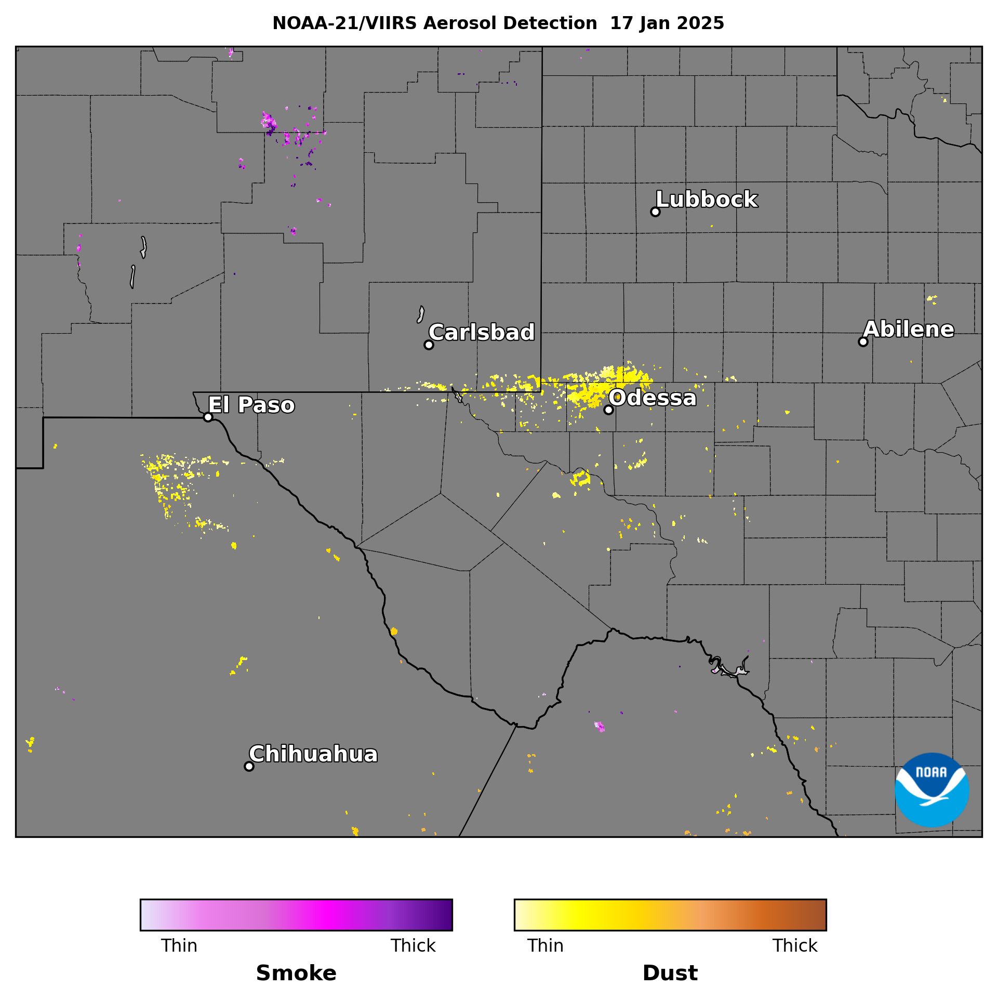 NOAA-21/VIIRS Aerosol Detection  17 Jan 2025
Lubbock
Carlsbad
Abilene
El Paso
Odessa
Chihuahua
NOAA
Thin
Thick
Thin
Thick
Smoke
Dust